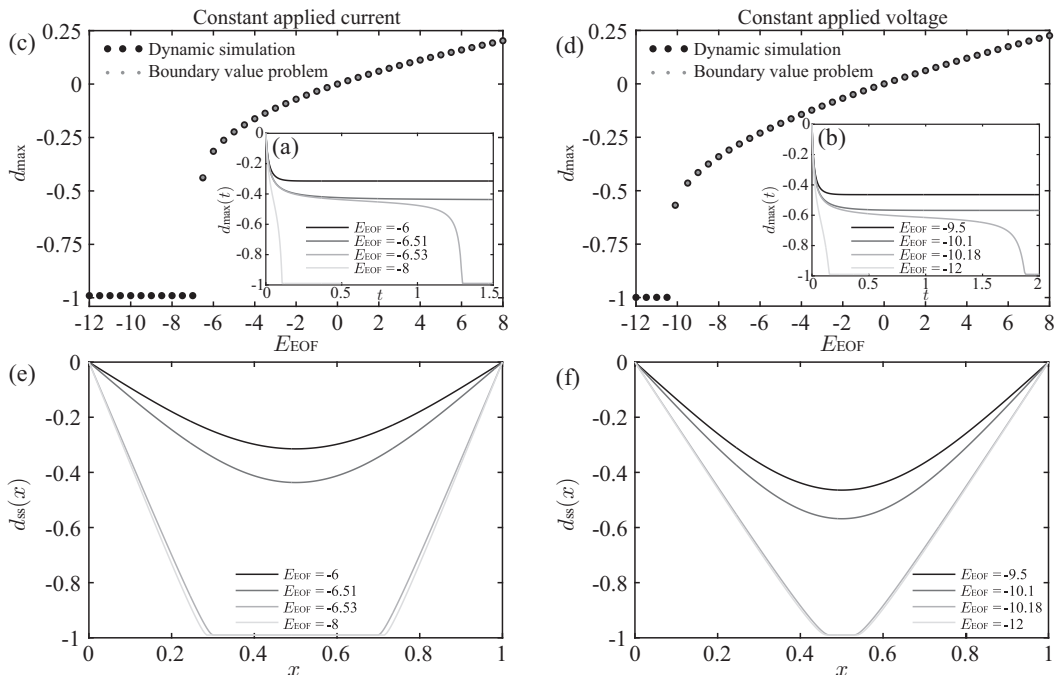 Constant applied current
(c)
0.25
0
-0.25
-0.5
-0.75
-1
dmax
Dynamic simulation
Boundary value problem
(a)
0
-0.2
-0.4
-0.6
-0.8
-1
dmax(t)
EEOF = -6
EEOF = -6.51
EEOF = -6.53
EEOF = -8
0 0.5 1 1.5
t
-12 -10 -8 -6 -4 -2 0 2 4 6 8
EEOF
Constant applied voltage
(d)
0.25
0
-0.25
-0.5
-0.75
-1
dmax
Dynamic simulation
Boundary value problem
(b)
0
-0.2
-0.4
-0.6
-0.8
-1
dmax(t)
EEOF = -9.5
EEOF = -10.1
EEOF = -10.18
EEOF = -12
0 0.5 1 1.5 2
t
-12 -10 -8 -6 -4 -2 0 2 4 6 8
EEOF
(e)
0
-0.2
-0.4
-0.6
-0.8
-1
dss(x)
EEOF = -6
EEOF = -6.51
EEOF = -6.53
EEOF = -8
0 0.2 0.4 0.6 0.8 1
x
(f)
0
-0.2
-0.4
-0.6
-0.8
-1
dss(x)
EEOF = -9.5
EEOF = -10.1
EEOF = -10.18
EEOF = -12
0 0.2 0.4 0.6 0.8 1
x